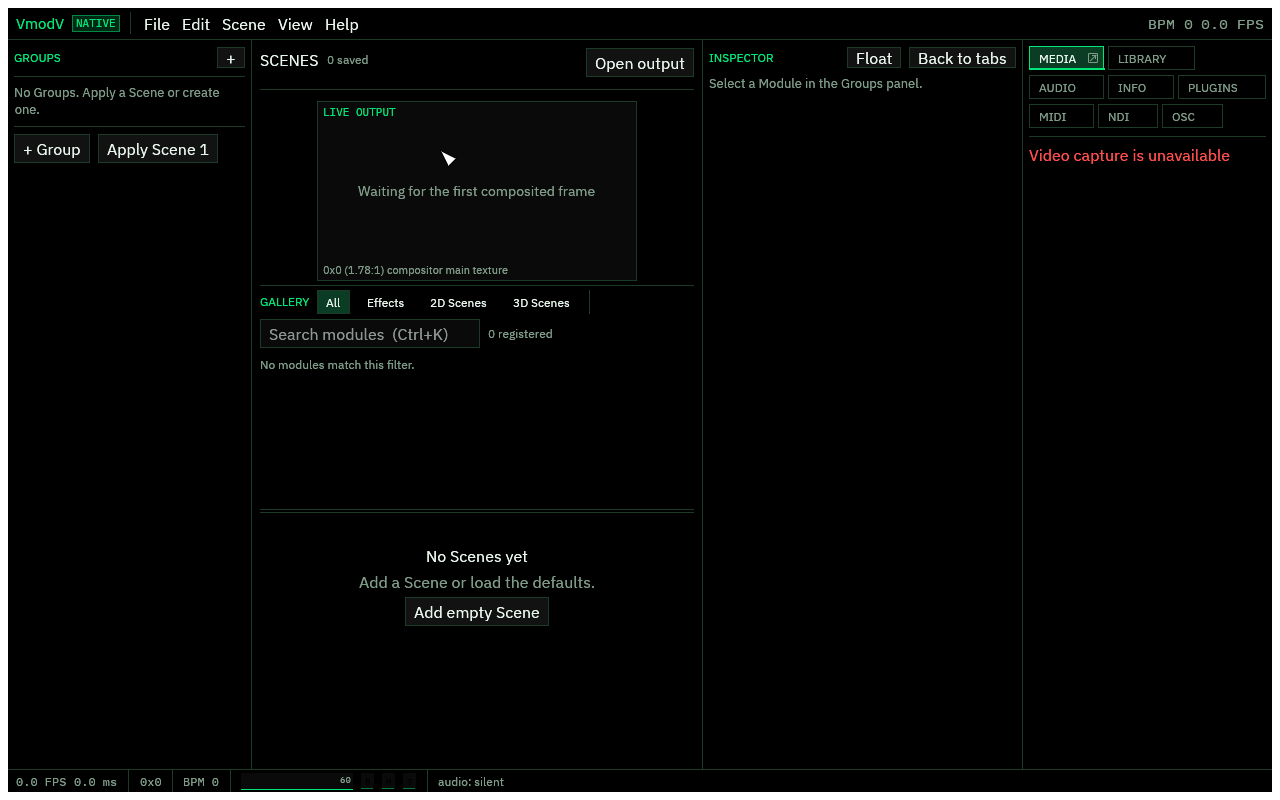 VmodV NATIVE File Edit Scene View Help BPM 0 0.0 FPS
GROUPS +
No Groups. Apply a Scene or create
one.
+ Group Apply Scene 1
SCENES 0 saved Open output
LIVE OUTPUT
Waiting for the first composited frame
0x0 (1.78:1) compositor main texture
GALLERY All Effects 2D Scenes 3D Scenes
Search modules (Ctrl+K) 0 registered
No modules match this filter.
No Scenes yet
Add a Scene or load the defaults.
Add empty Scene
INSPECTOR Float Back to tabs
Select a Module in the Groups panel.
MEDIA LIBRARY
AUDIO INFO PLUGINS
MIDI NDI OSC
Video capture is unavailable
0.0 FPS 0.0 ms 0x0 BPM 0 60 audio: silent